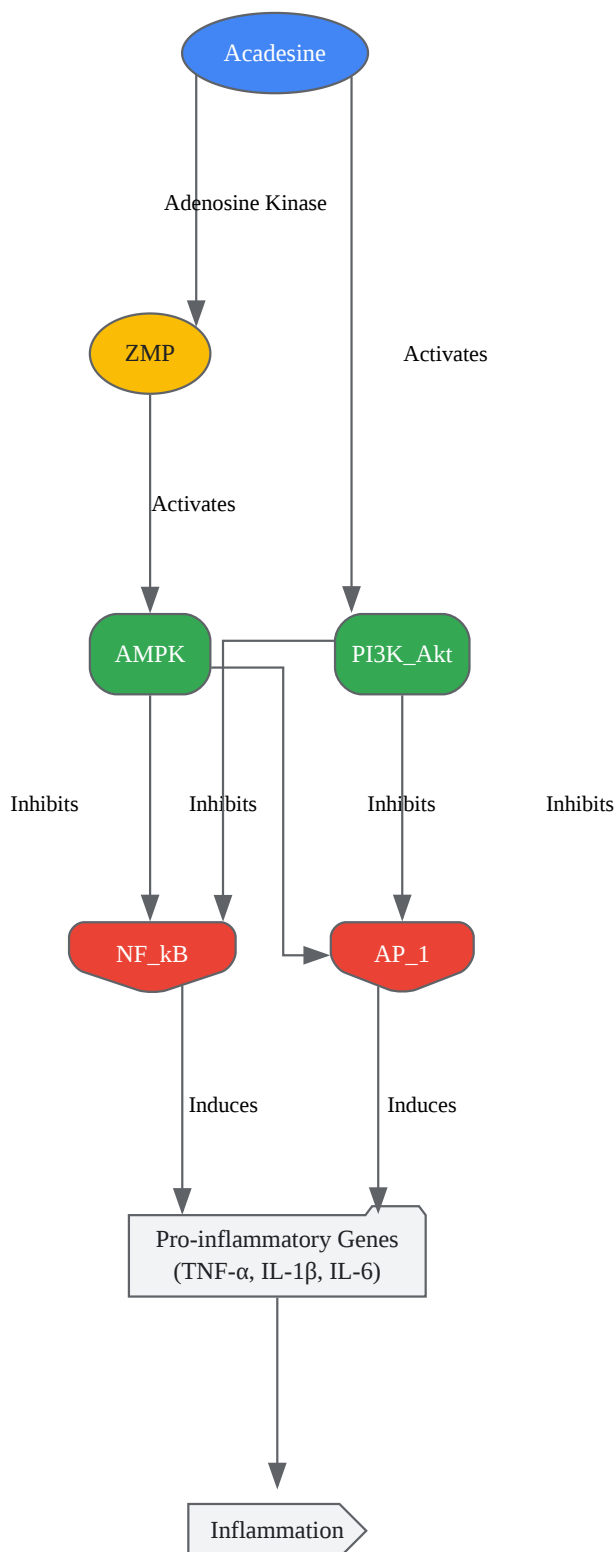 Acadesine
Adenosine Kinase
ZMP
Activates
Activates
AMPK
PI3K_Akt
Inhibits
Inhibits
Inhibits
Inhibits
NF_kB
AP_1
Induces
Induces
Pro-inflammatory Genes
(TNF-α, IL-1β, IL-6)
Inflammation